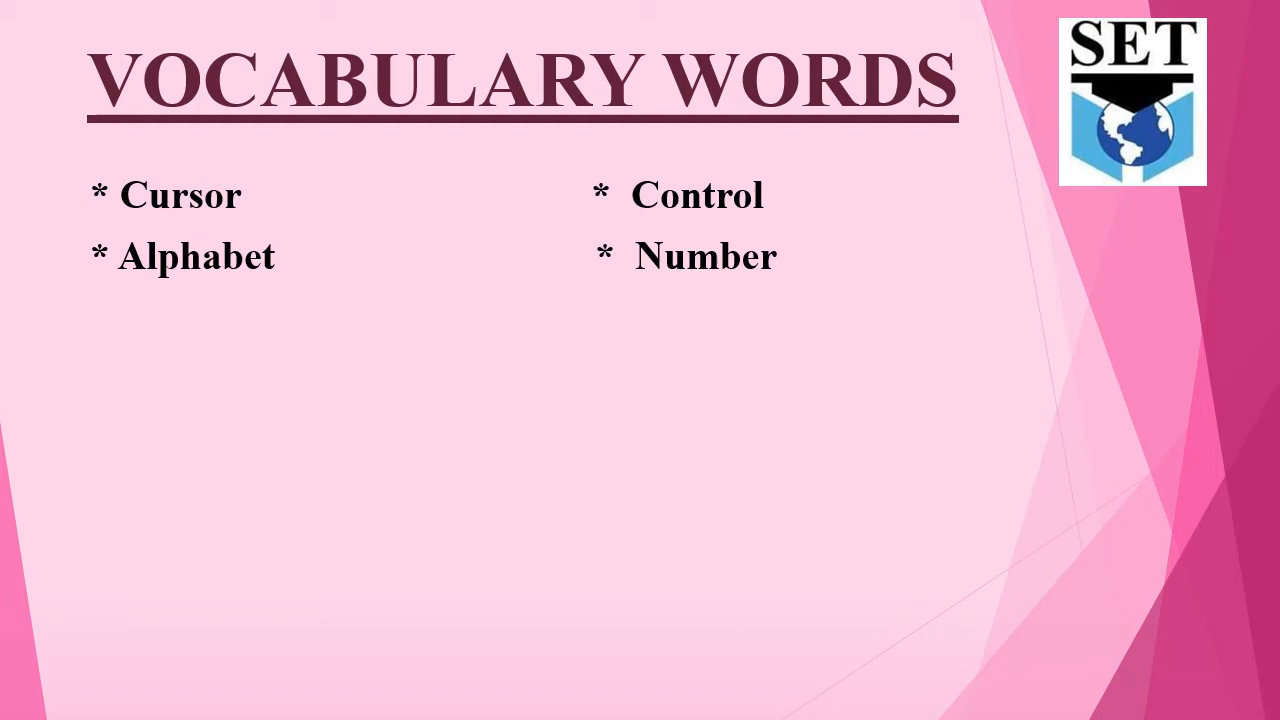 VOCABULARY WORDS
SET
* Cursor * Control
* Alphabet * Number